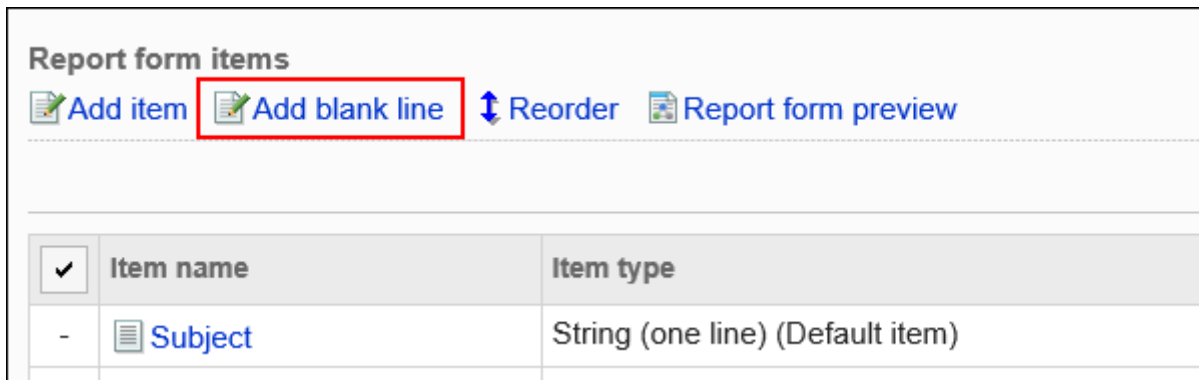 Report form items
Add item Add blank line Reorder Report form preview
Item name Item type
- Subject String (one line) (Default item)